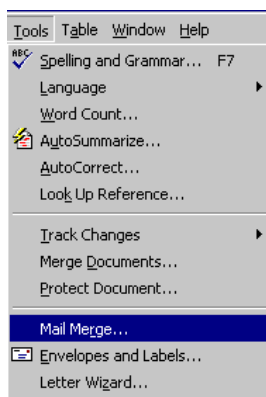 Tools Table Window Help
ABC Spelling and Grammar... F7
Language
Word Count...
AutoSummarize...
AutoCorrect...
Look Up Reference...
Track Changes
Merge Documents...
Protect Document...
Mail Merge...
Envelopes and Labels...
Letter Wizard...